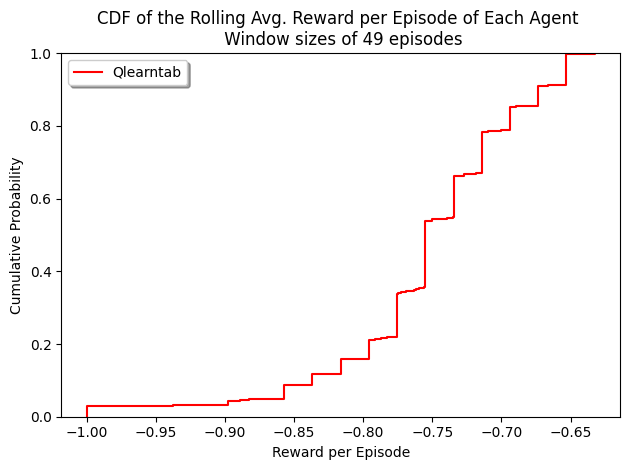 CDF of the Rolling Avg. Reward per Episode of Each Agent
Window sizes of 49 episodes
Qlearntab
Cumulative Probability
1.0
0.8
0.6
0.4
0.2
0.0
−1.00 −0.95 −0.90 −0.85 −0.80 −0.75 −0.70 −0.65
Reward per Episode